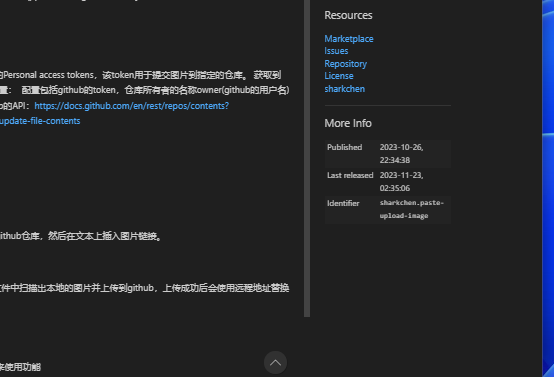 的Personal access tokens，该token用于提交图片到指定的仓库。 获取到
置： 配置包括github的token，仓库所有者的名称owner(github的用户名)
b的API：https://docs.github.com/en/rest/repos/contents?
update-file-contents
ithub仓库，然后在文本上插入图片链接。
文件中扫描出本地的图片并上传到github，上传成功后会使用远程地址替换
来使用功能
Resources
Marketplace
Issues
Repository
License
sharkchen
More Info
Published 2023-10-26,
22:34:38
Last released 2023-11-23,
02:35:06
Identifier sharkchen.paste-
upload-image